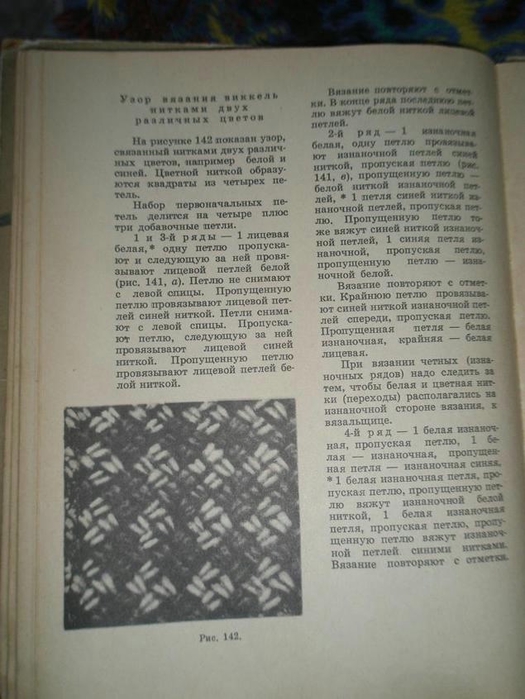 Узор вязания виккель
нитками двух
различных цветов
На рисунке 142 показан узор,
связанный нитками двух различ-
ных цветов, например белой и
синей. Цветной ниткой образу-
ются квадраты из четырех пе-
тель.
Набор первоначальных пе-
тель делится на четыре плюс
три добавочные петли.
1 и 3-й ряды — 1 лицевая
белая,* одну петлю пропуска-
ют и следующую за ней провя-
зывают лицевой петлей белой
(рис. 141, а). Петлю не снимают
с левой спицы. Пропущенную
петлю провязывают лицевой пет-
лей синей ниткой. Петли снима-
ют с левой спицы. Пропуска-
ют петлю, следующую за ней
провязывают лицевой синей
ниткой. Пропущенную петлю
провязывают лицевой петлей бе-
лой ниткой.
Рис. 142.
Вязание повторяют с отмет-
ки. В конце ряда последнюю пет-
лю вяжут белой ниткой лицевой
петлей.
2-й ряд — 1 изнаночная
белая, одну петлю провязыва-
ют изнаночной петлей синей
ниткой, пропуская петлю (рис.
141, в), пропущенную петлю —
белой ниткой изнаночной пет-
лей, * 1 петля синей ниткой из-
наночной петлей, пропуская пет-
лю. Пропущенную петлю то-
же вяжут синей ниткой изнаноч-
ной петлей, 1 синяя петля из-
наночной, пропуская петлю,
пропущенную петлю — изна-
ночной белой.
Вязание повторяют с отмет-
ки. Крайнюю петлю провязыва-
ют синей ниткой изнаночной пет-
лей спереди, пропуская петлю.
Пропущенная петля — белая
изнаночная, крайняя — белая
лицевая.
При вязании четных (изна-
ночных рядов) надо следить за
тем, чтобы белая и цветная нит-
ки (переходы) располагались на
изнаночной стороне вязания, к
вязальщице.
4-й ряд — 1 белая изнаноч-
ная, пропуская петлю, 1 бе-
лая — изнаночная, пропущен-
ная петля — изнаночная синяя,
* 1 белая изнаночная петля, про-
пуская петлю, пропущенную пет-
лю вяжут изнаночной белой
ниткой, 1 белая изнаночная
петля, пропуская петлю, пропу-
щенную петлю вяжут изнаноч-
ной петлей синими нитками.
Вязание повторяют с отметки.